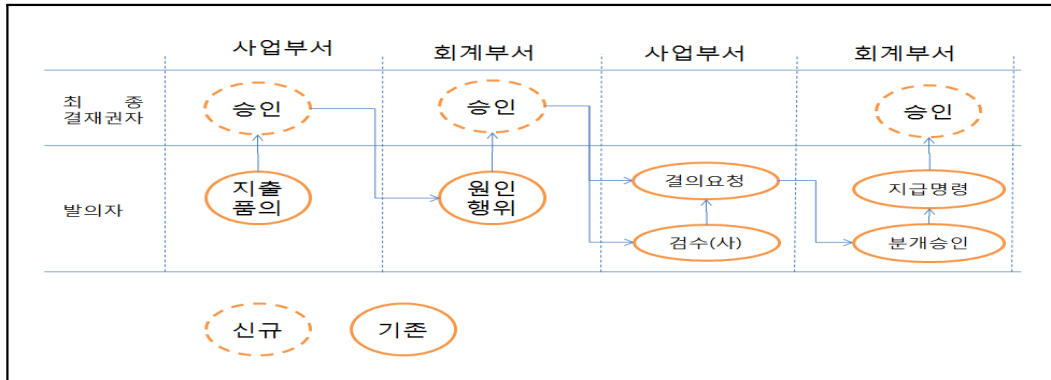 사업부서
회계부서
사업부서
회계부서
최 종
결재권자
승인
승인
승인
발의자
지출
품의
원인
행위
결의요청
지급명령
검수(사)
분개승인
신규
기존